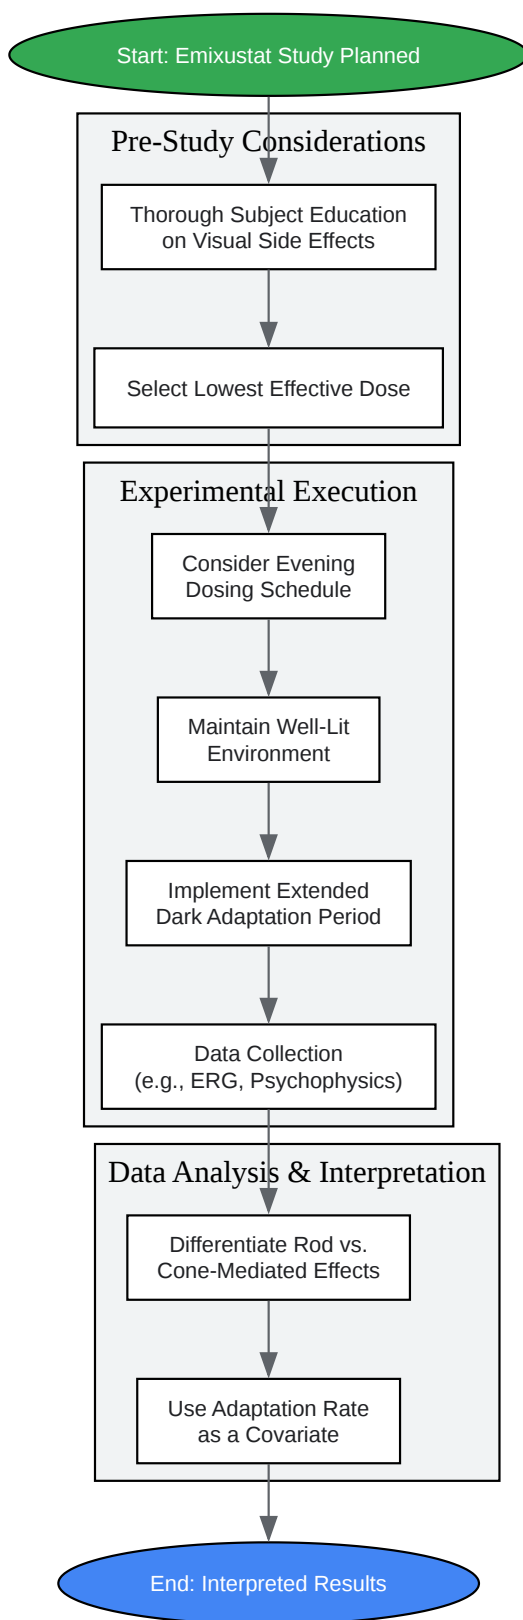 Start: Emixustat Study Planned
Pre-Study Considerations
Thorough Subject Education
on Visual Side Effects
Select Lowest Effective Dose
Experimental Execution
Consider Evening
Dosing Schedule
Maintain Well-Lit
Environment
Implement Extended
Dark Adaptation Period
Data Collection
(e.g., ERG, Psychophysics)
Data Analysis & Interpretation
Differentiate Rod vs.
Cone-Mediated Effects
Use Adaptation Rate
as a Covariate
End: Interpreted Results